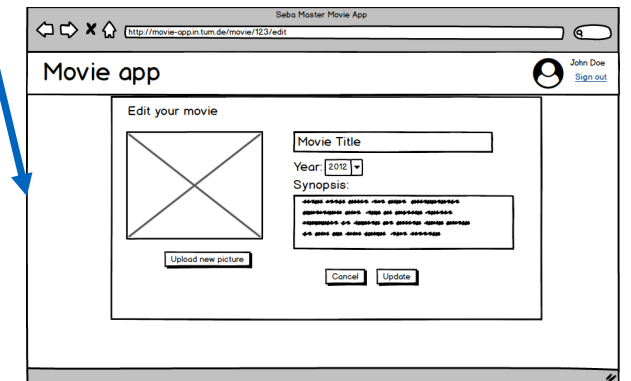 Seba Master Movie App
http://movie-app.in.tum.de/movie/123/edit
Movie app
John Doe
Sign out
Edit your movie
Movie Title
Year: 2012
Synopsis:
Upload new picture
Cancel Update